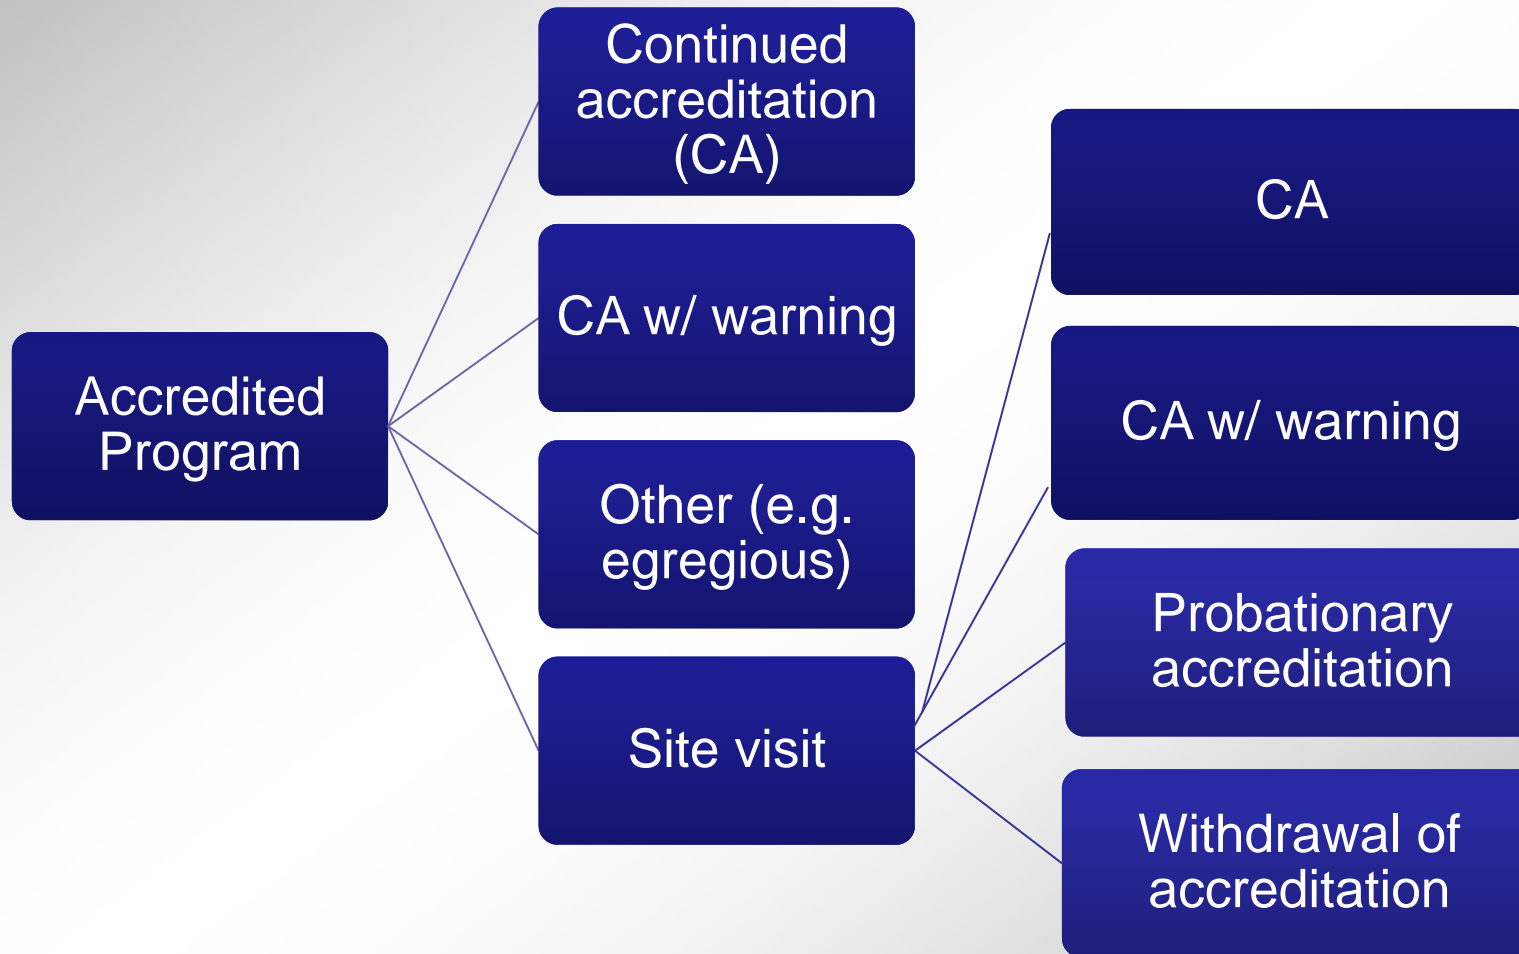 Accredited
Program
Continued
accreditation
(CA)
CA w/ warning
Other (e.g.
egregious)
Site visit
CA
CA w/ warning
Probationary
accreditation
Withdrawal of
accreditation